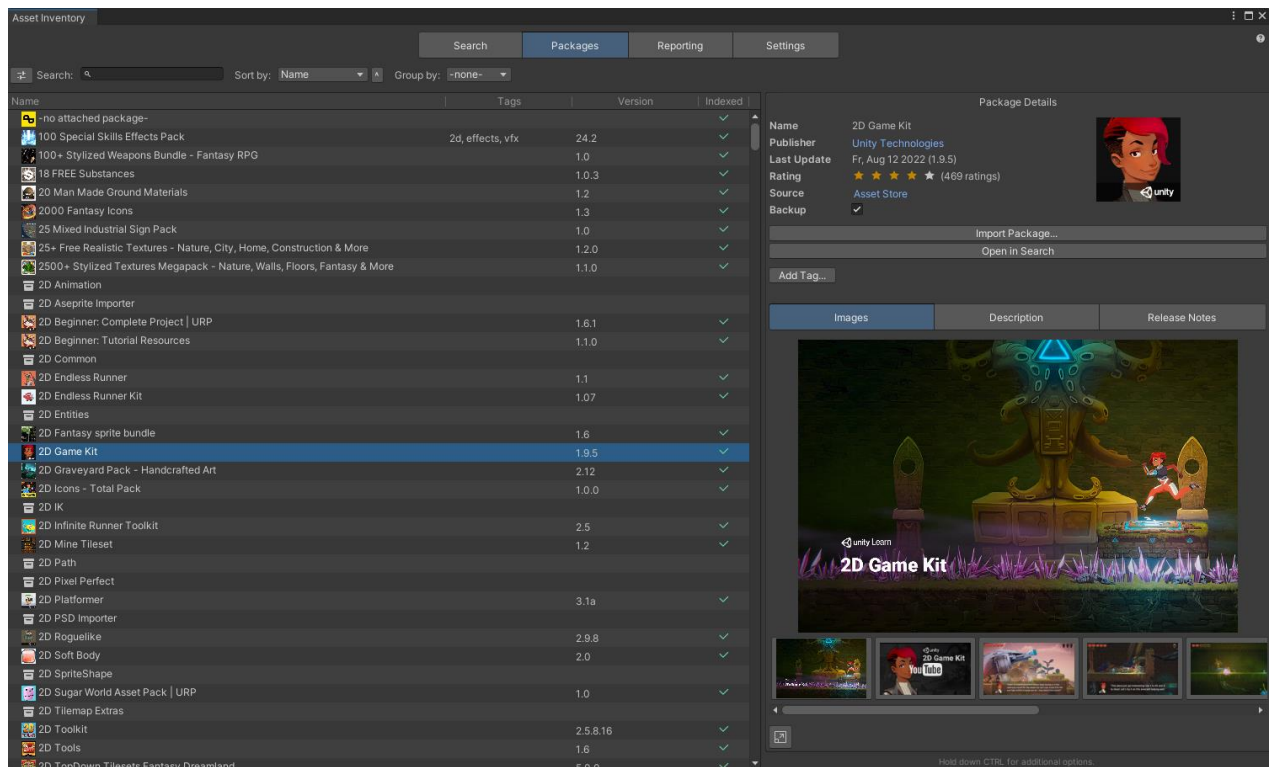 Asset Inventory
Search Packages Reporting Settings
Search: Sort by: Name Group by: -none-
Name Tags Version Indexed
-no attached package-
100 Special Skills Effects Pack 2d, effects, vfx 24.2
100+ Stylized Weapons Bundle - Fantasy RPG 1.0
18 FREE Substances 1.0.3
20 Man Made Ground Materials 1.2
2000 Fantasy Icons 1.3
25 Mixed Industrial Sign Pack 1.0
25+ Free Realistic Textures - Nature, City, Home, Construction & More 1.2.0
2500+ Stylized Textures Megapack - Nature, Walls, Floors, Fantasy & More 1.1.0
2D Animation
2D Aseprite Importer
2D Beginner: Complete Project | URP 1.6.1
2D Beginner: Tutorial Resources 1.1.0
2D Common
2D Endless Runner 1.1
2D Endless Runner Kit 1.07
2D Entities
2D Fantasy sprite bundle 1.6
2D Game Kit 1.9.5
2D Graveyard Pack - Handcrafted Art 2.12
2D Icons - Total Pack 1.0.0
2D IK
2D Infinite Runner Toolkit 2.5
2D Mine Tileset 1.2
2D Path
2D Pixel Perfect
2D Platformer 3.1a
2D PSD Importer
2D Roguelike 2.9.8
2D Soft Body 2.0
2D SpriteShape
2D Sugar World Asset Pack | URP 1.0
2D Tilemap Extras
2D Toolkit 2.5.8.16
2D Tools 1.6
2D TopDown Tilesets Fantasy Dreamland
Package Details
Name 2D Game Kit
Publisher Unity Technologies
Last Update Fr, Aug 12 2022 (1.9.5)
Rating (469 ratings)
Source Asset Store
Backup
unity
Import Package...
Open in Search
Add Tag...
Images Description Release Notes
unity Learn
2D Game Kit
unity
2D Game Kit
YouTube
Hold down CTRL for additional options.